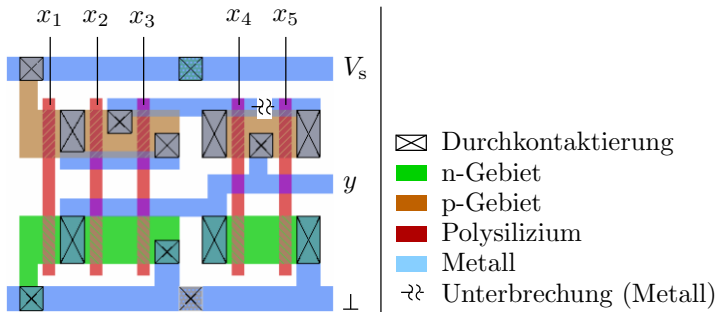 x₁ x₂ x₃ x₄ x₅
Vₛ
y
⊥
Durchkontaktierung
n-Gebiet
p-Gebiet
Polysilizium
Metall
Unterbrechung (Metall)